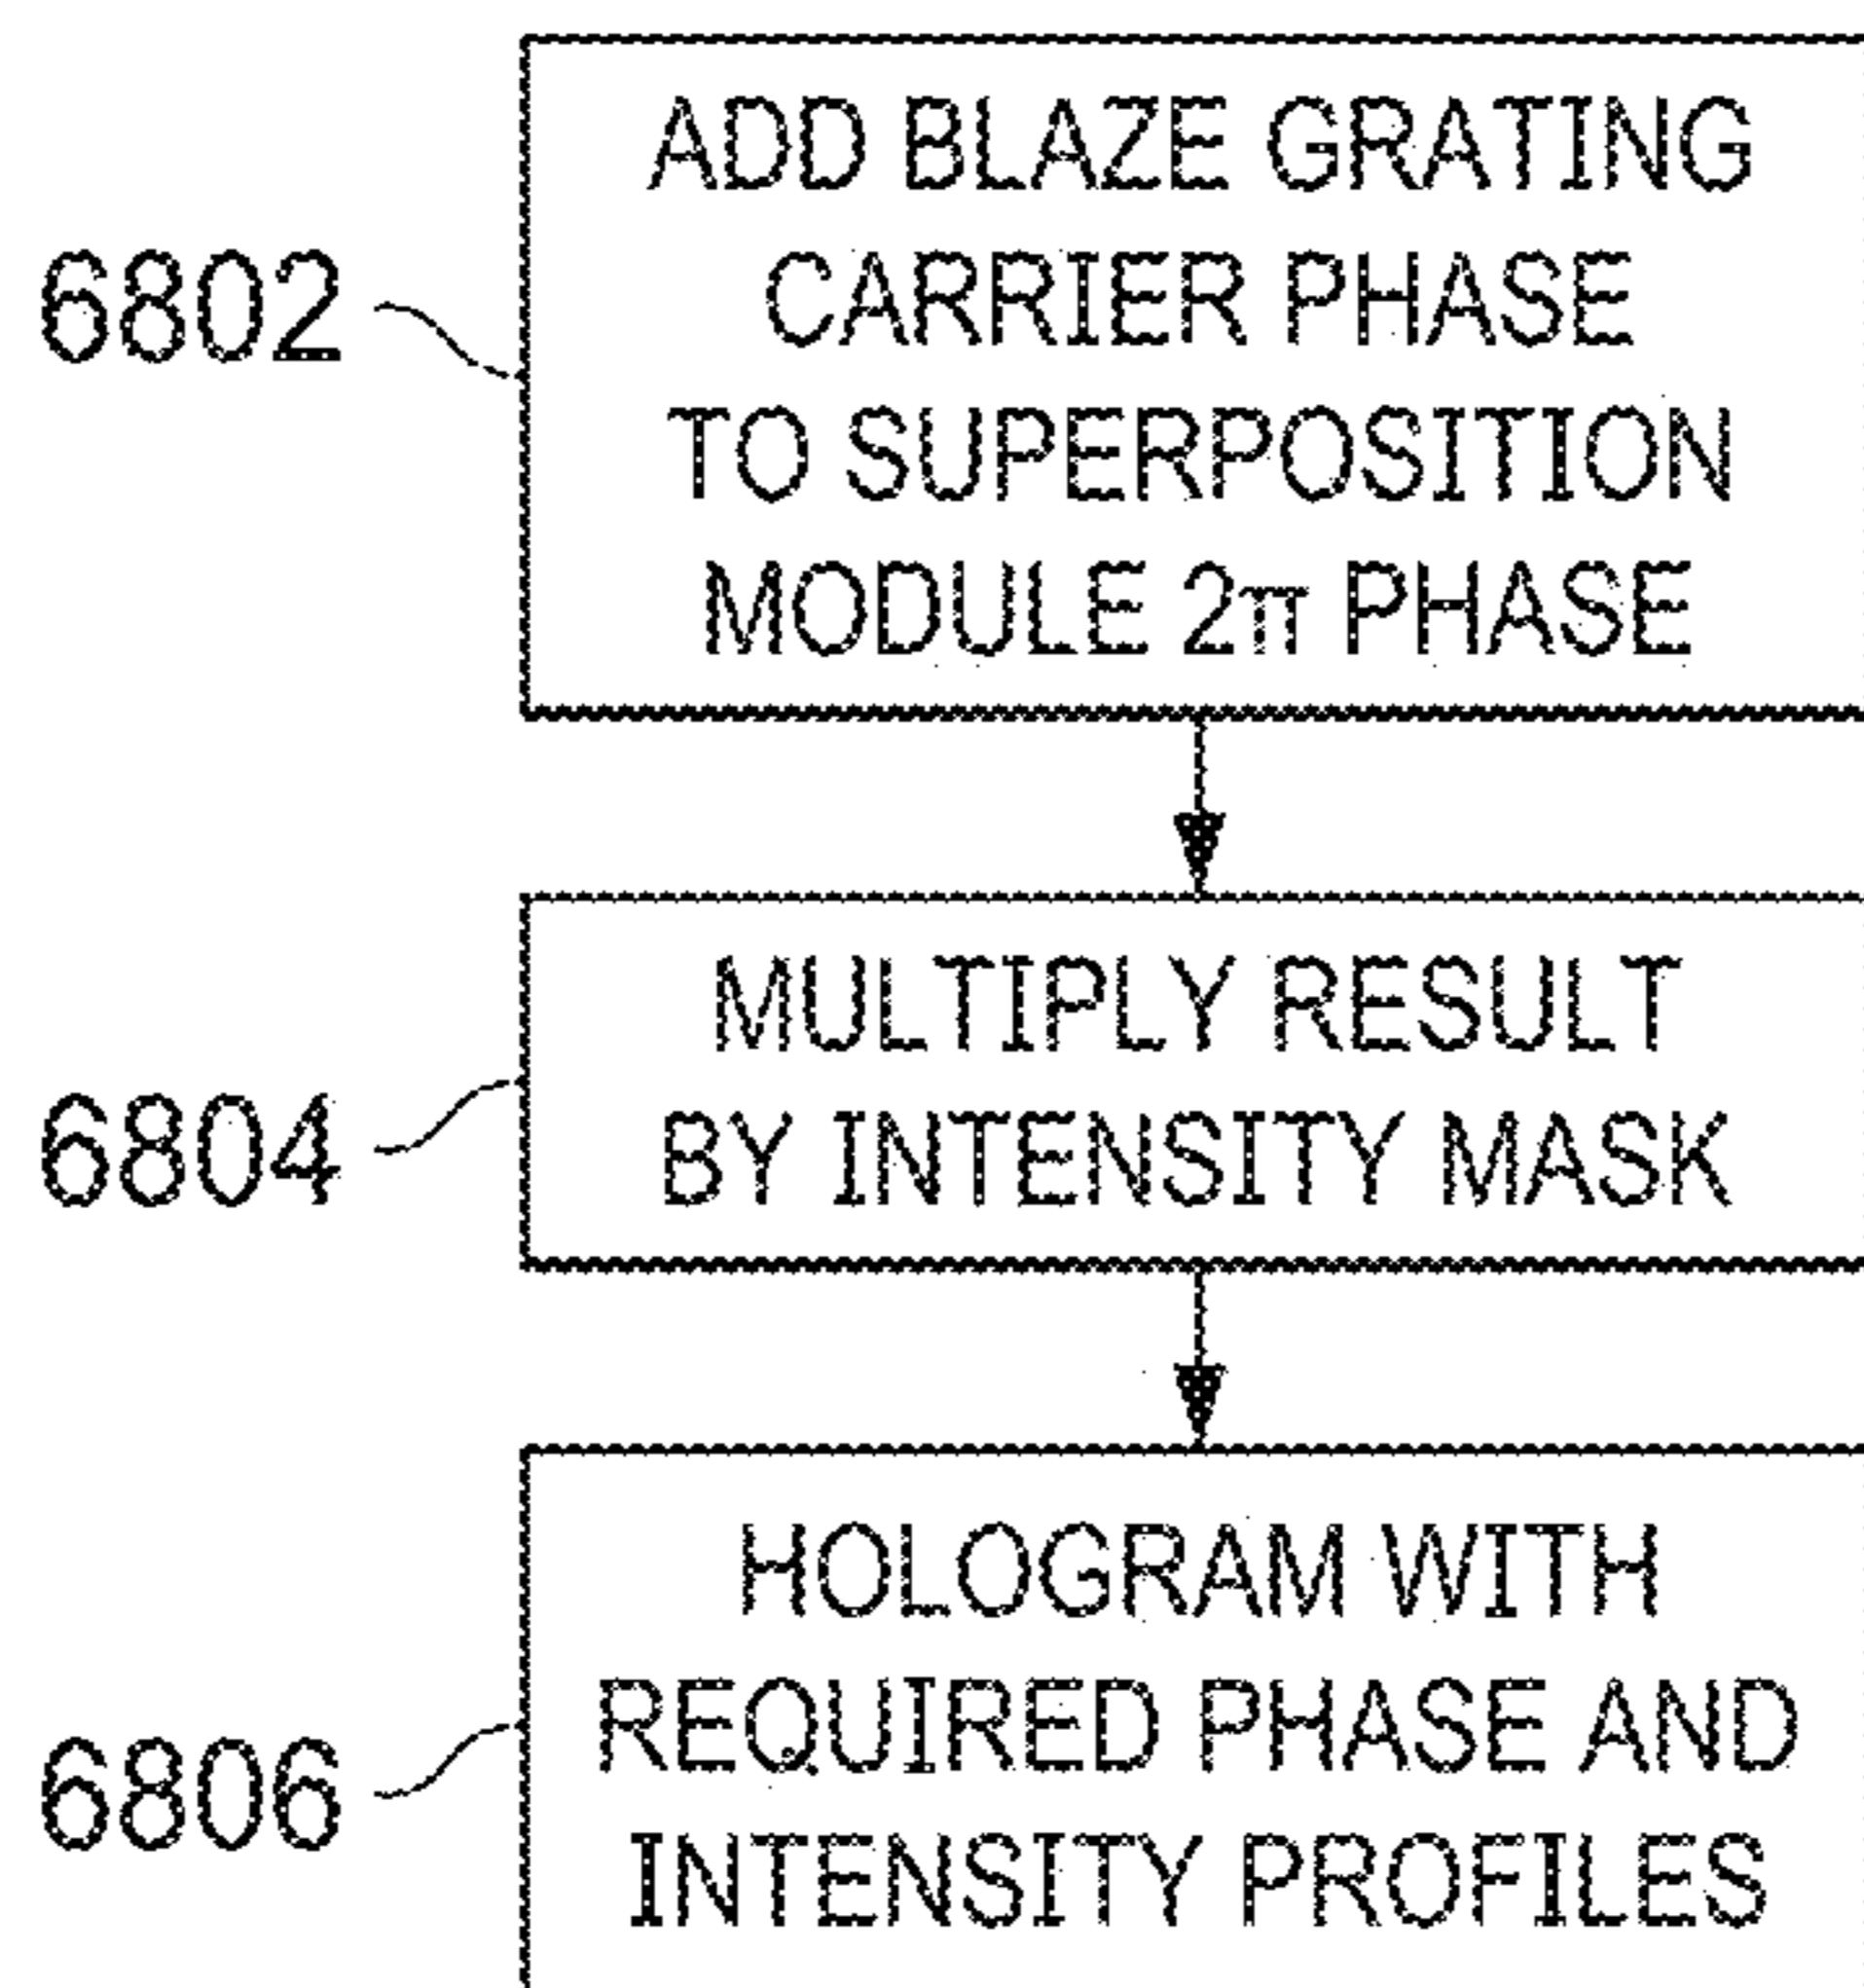 ADD BLAZE GRATING
CARRIER PHASE
TO SUPERPOSITION
MODULE 2π PHASE
6802
MULTIPLY RESULT
BY INTENSITY MASK
6804
HOLOGRAM WITH
REQUIRED PHASE AND
INTENSITY PROFILES
6806